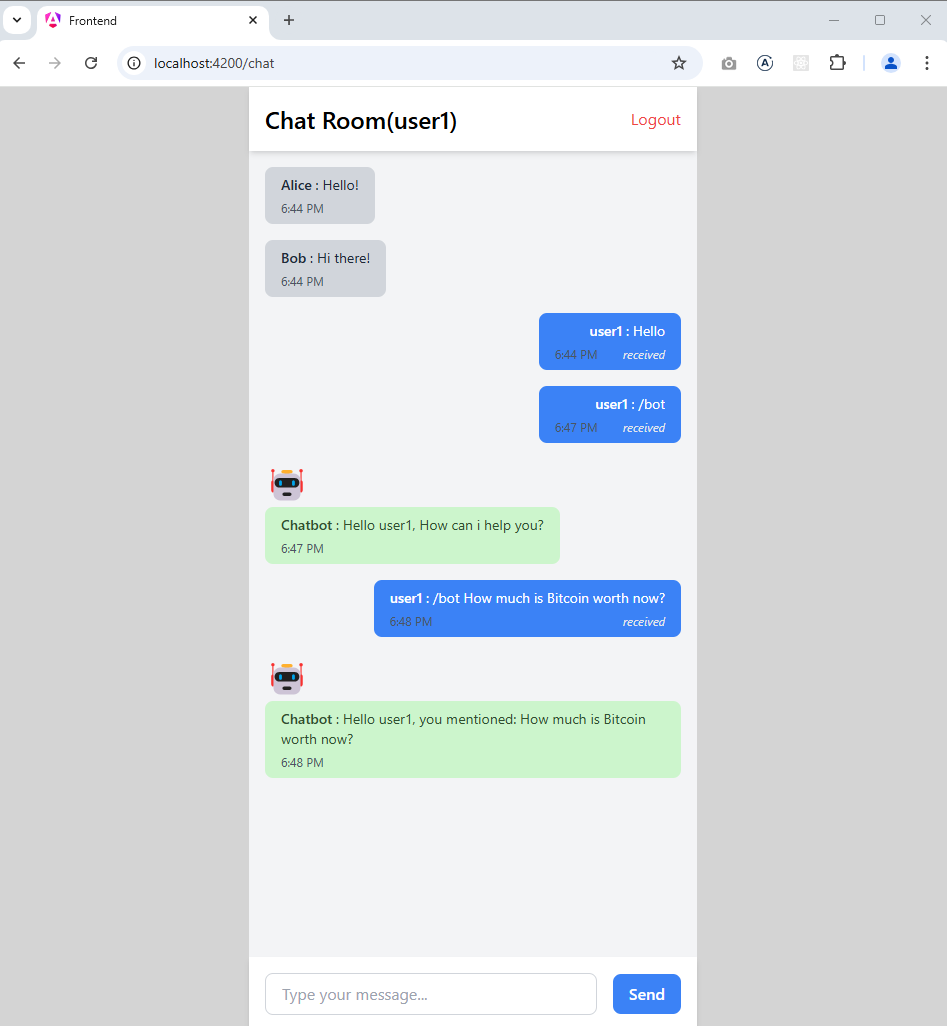 Frontend
localhost:4200/chat
Chat Room(user1)
Logout
Alice : Hello!
6:44 PM
Bob : Hi there!
6:44 PM
user1 : Hello
6:44 PM received
user1 : /bot
6:47 PM received
Chatbot : Hello user1, How can i help you?
6:47 PM
user1 : /bot How much is Bitcoin worth now?
6:48 PM received
Chatbot : Hello user1, you mentioned: How much is Bitcoin
worth now?
6:48 PM
Type your message...
Send